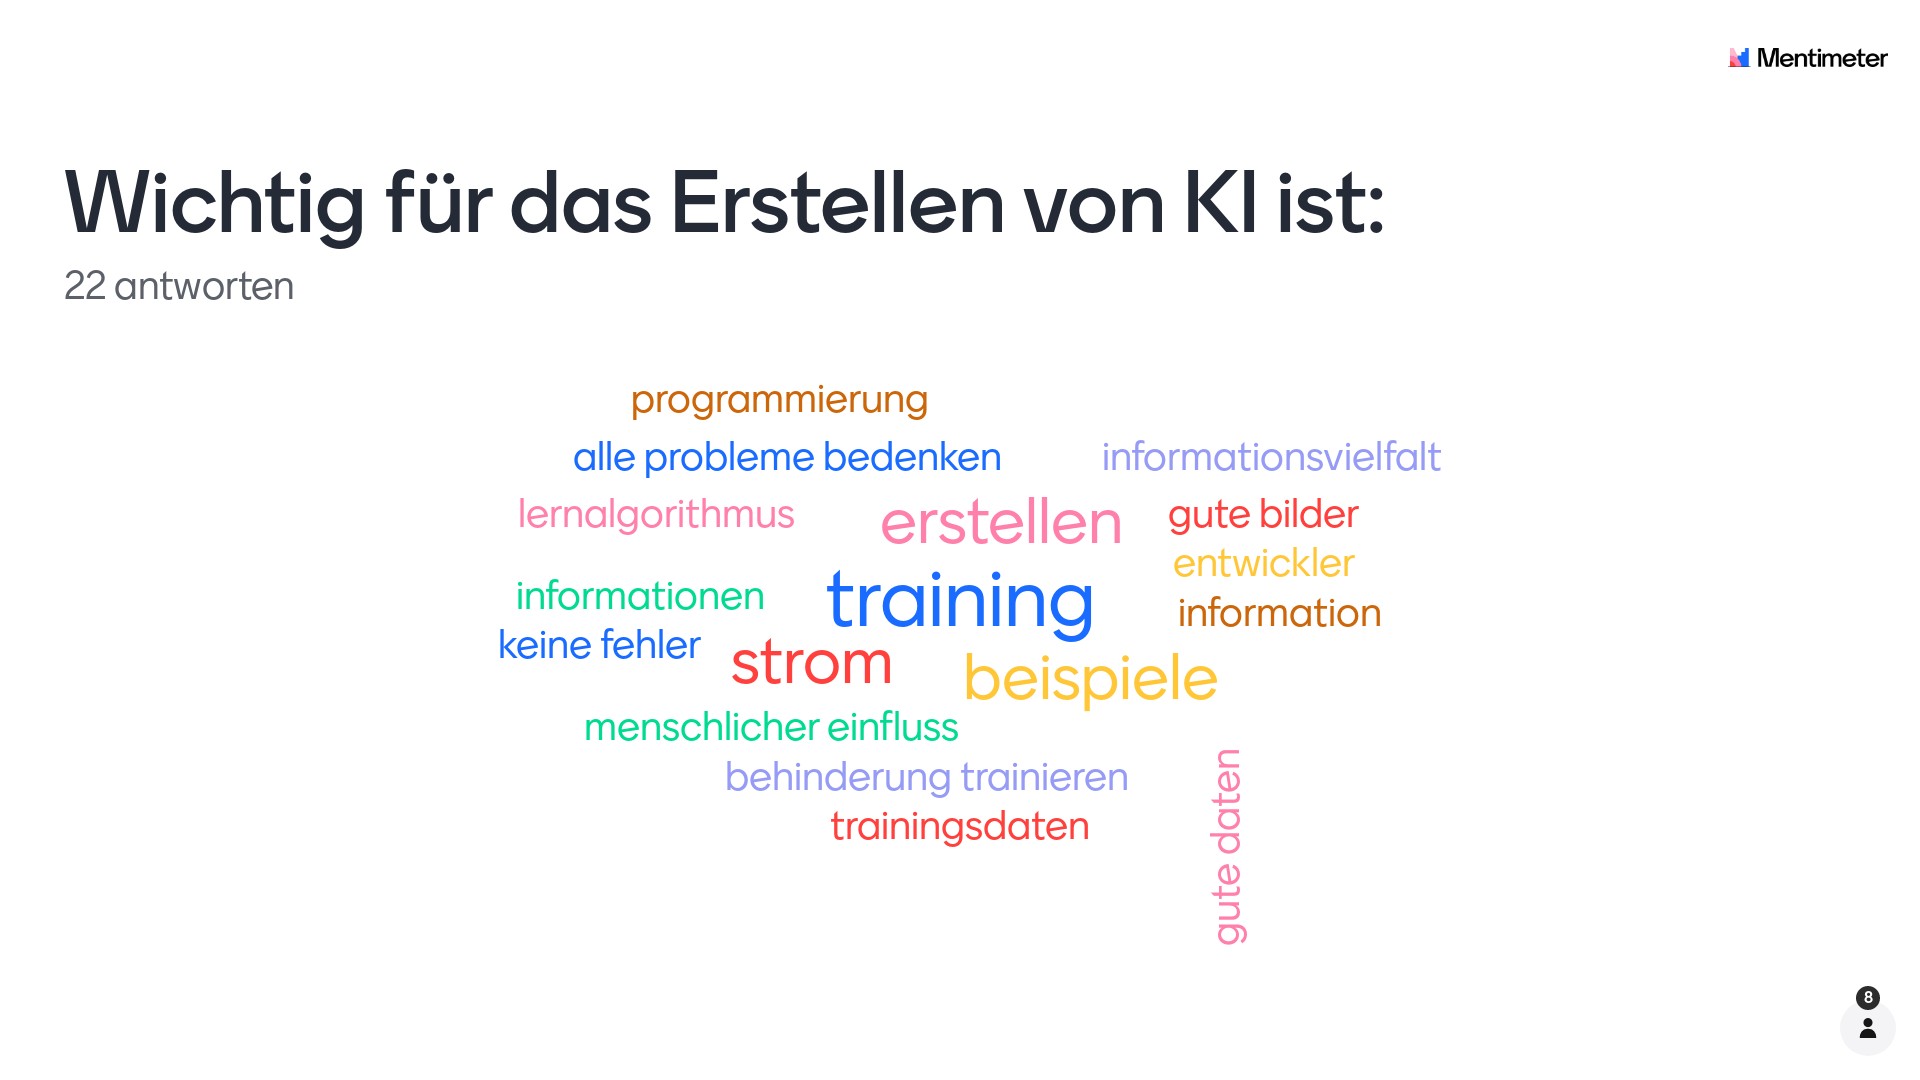 Mentimeter
Wichtig für das Erstellen von KI ist:
22 antworten
programmierung
alle probleme bedenken
informationsvielfalt
lernalgorithmus
erstellen
gute bilder
entwickler
informationen
training
information
keine fehler
strom
beispiele
menschlicher einfluss
behinderung trainieren
trainingsdaten
gute daten
8